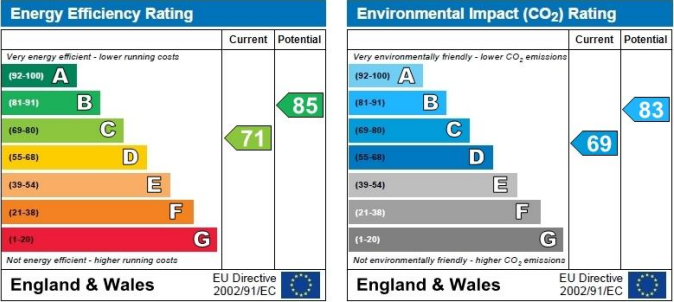 Energy Efficiency Rating
Current Potential
Very energy efficient - lower running costs
(92-100) A
(81-91) B
(69-80) C
(55-68) D
(39-54) E
(21-38) F
(1-20) G
85
71
Not energy efficient - higher running costs
England & Wales
EU Directive
2002/91/EC
Environmental Impact (CO2) Rating
Current Potential
Very environmentally friendly - lower CO2 emissions
(92-100) A
(81-91) B
(69-80) C
(55-68) D
(39-54) E
(21-38) F
(1-20) G
83
69
Not environmentally friendly - higher CO2 emissions
England & Wales
EU Directive
2002/91/EC